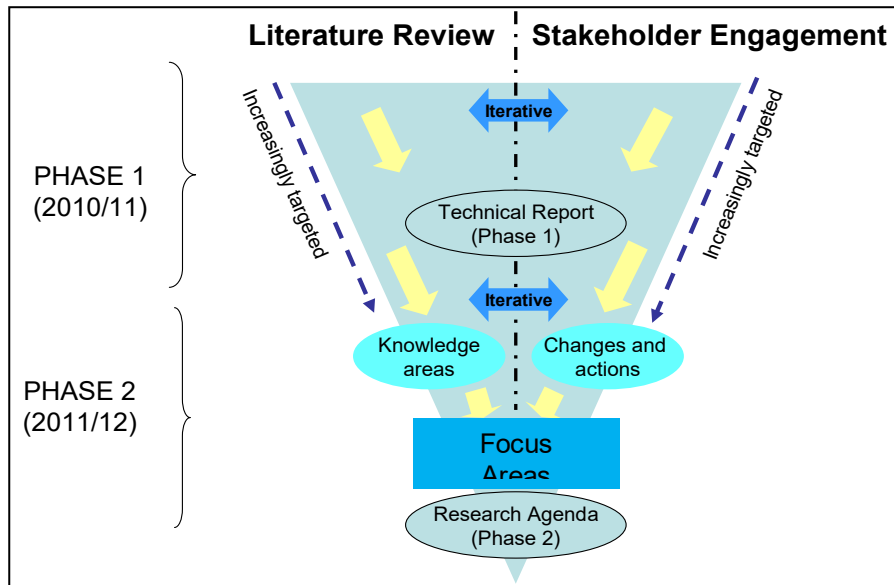 Literature Review
Stakeholder Engagement
Increasingly targeted
Iterative
Increasingly targeted
PHASE 1
(2010/11)
Technical Report
(Phase 1)
Iterative
Knowledge
areas
Changes and
actions
PHASE 2
(2011/12)
Focus
Areas
Research Agenda
(Phase 2)